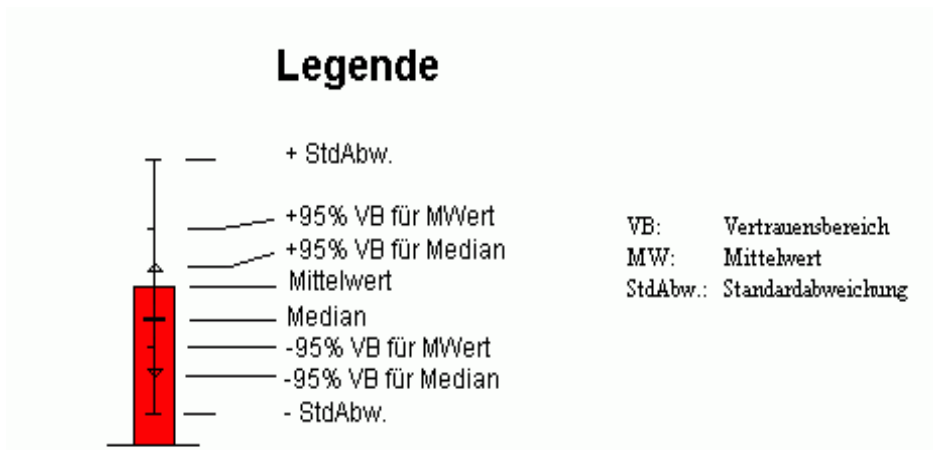 Legende
+ StdAbw.
+95% VB für MWert
+95% VB für Median
Mittelwert
Median
-95% VB für MWert
-95% VB für Median
- StdAbw.
VB: Vertrauensbereich
MW: Mittelwert
StdAbw.: Standardabweichung